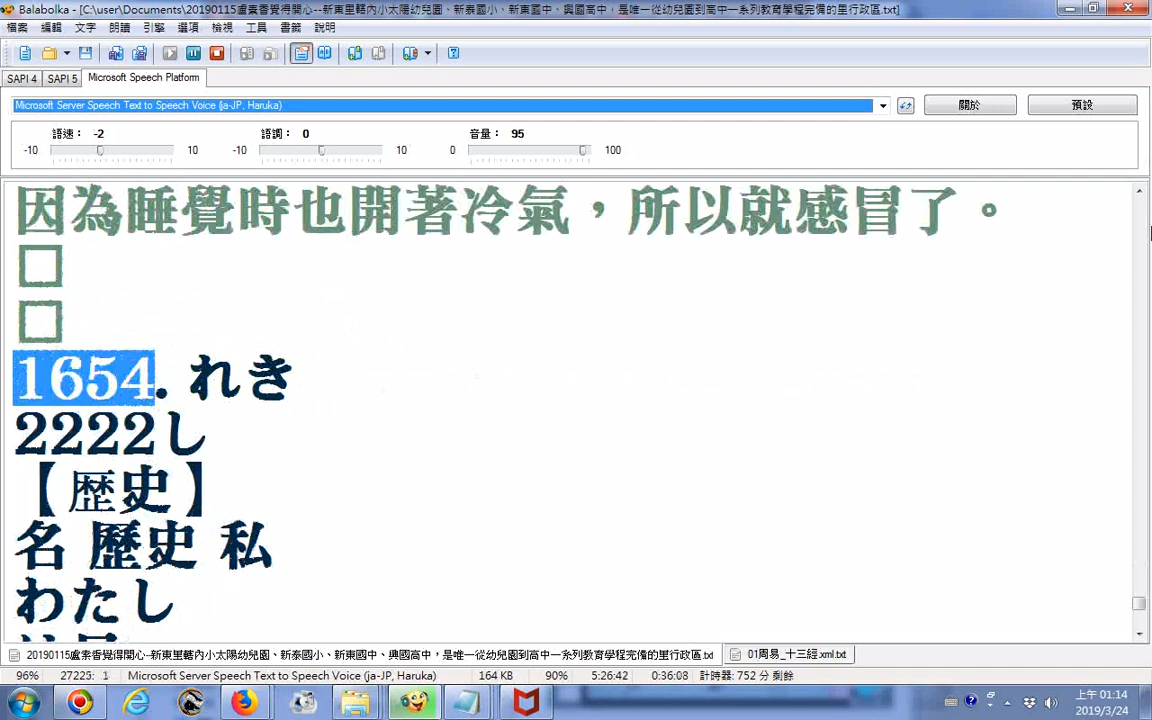 Balabolka - [C:\user\Documents\20190115盧素香覺得開心--新東里轄內小太陽幼兒園、新泰國小、新東國中、興國高中，是唯一從幼兒園到高中一系列教育學程完備的里行政區.txt]
檔案 編輯 文字 朗讀 引擎 選項 檢視 工具 書籤 說明
SAPI 4 SAPI 5 Microsoft Speech Platform
Microsoft Server Speech Text to Speech Voice (ja-JP, Haruka) 關於 預設
語速： -2 語調： 0 音量： 95
-10 10 -10 10 0 100
因為睡覺時也開著冷氣，所以就感冒了。
□
□
1654. れき
2222し
【歴史】
名 歷史 私
わたし
20190115盧素香覺得開心--新東里轄內小太陽幼兒園、新泰國小、新東國中、興國高中，是唯一從幼兒園到高中一系列教育學程完備的里行政區.txt 01周易_十三經.xml.txt
96% 27225: 1 Microsoft Server Speech Text to Speech Voice (ja-JP, Haruka) 164 KB 90% 5:26:42 0:36:08 計時器: 752 分 剩餘
上午 01:14
2019/3/24